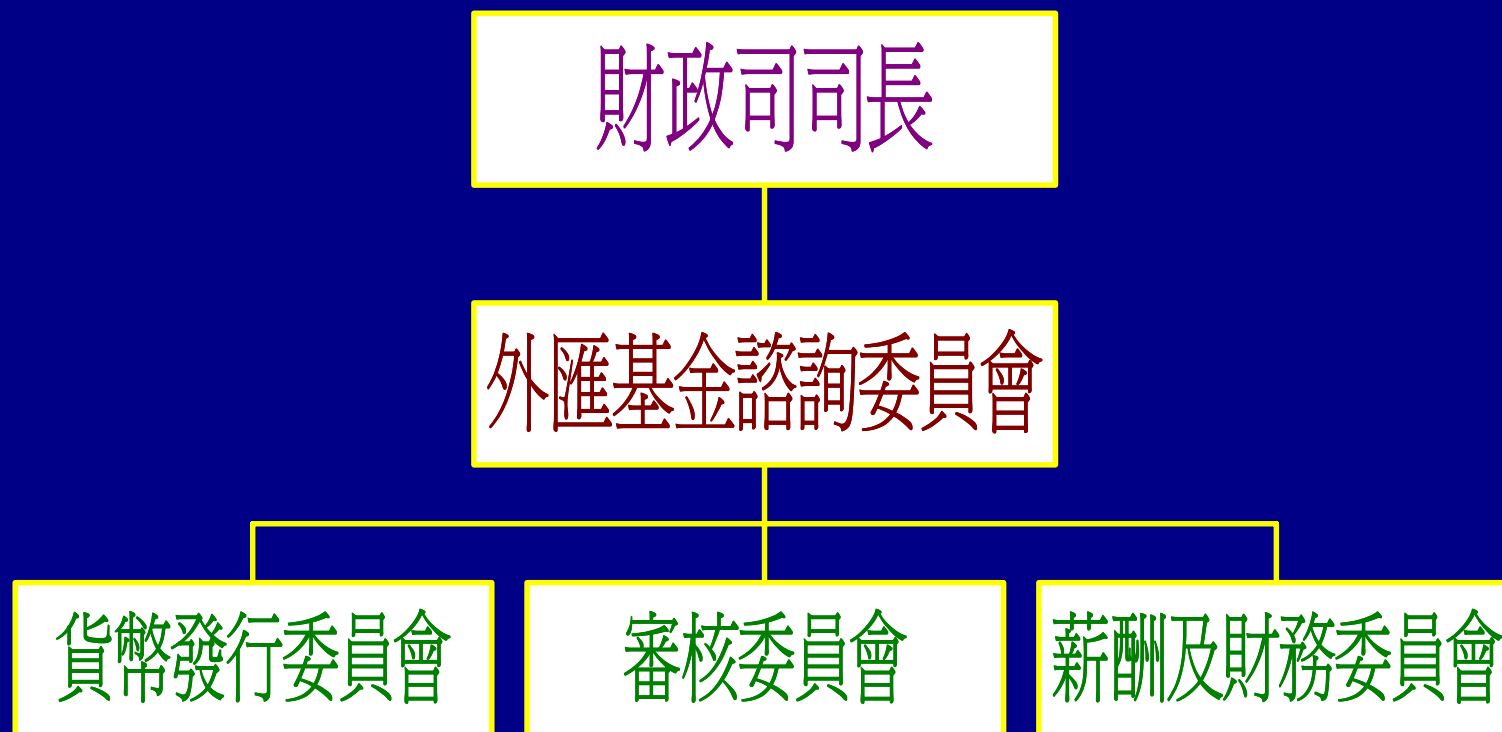 財政司司長
外匯基金諮詢委員會
貨幣發行委員會
審核委員會
薪酬及財務委員會